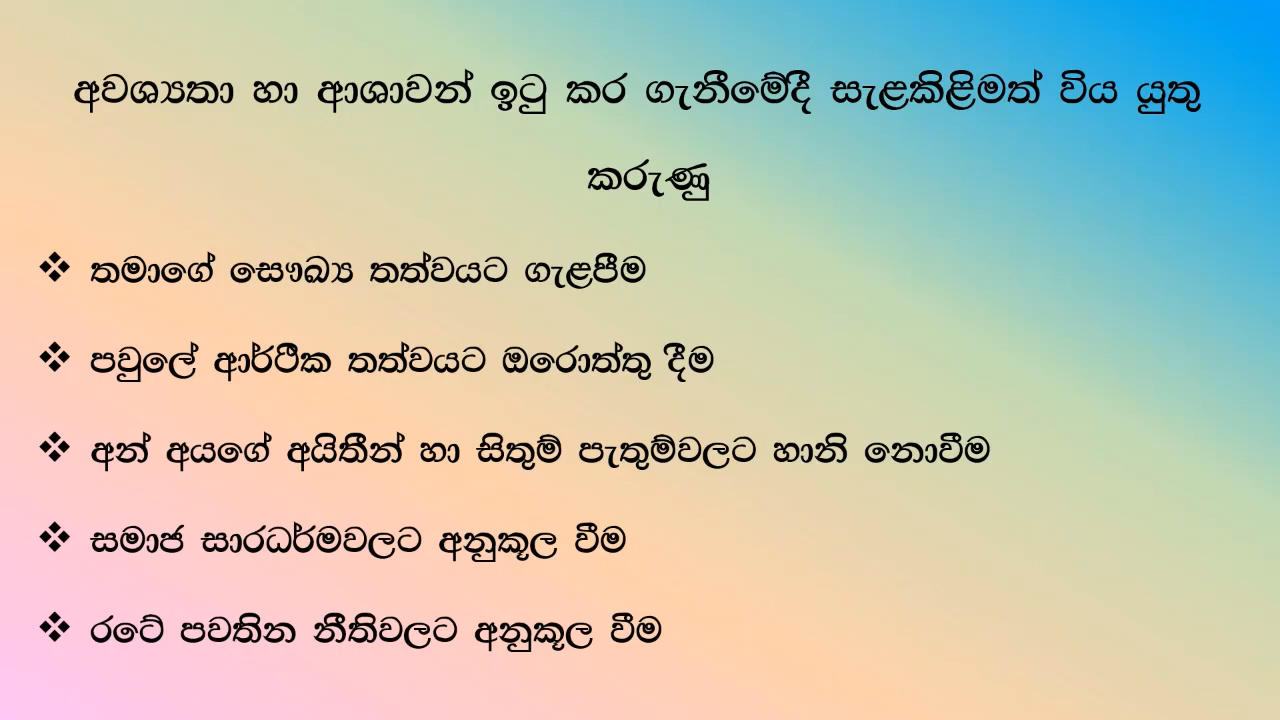 අවශ්‍යතා හා ආශාවන් ඉටු කර ගැනීමේදී සැළකිළිමත් විය යුතු
කරුණු
❖ තමාගේ සෞඛ්‍ය තත්වයට ගැළපීම
❖ පවුලේ ආර්ථික තත්වයට ඔරොත්තු දීම
❖ අන් අයගේ අයිතීන් හා සිතුම් පැතුම්වලට හානි නොවීම
❖ සමාජ සාරධර්මවලට අනුකූල වීම
❖ රටේ පවතින නීතිවලට අනුකූල වීම